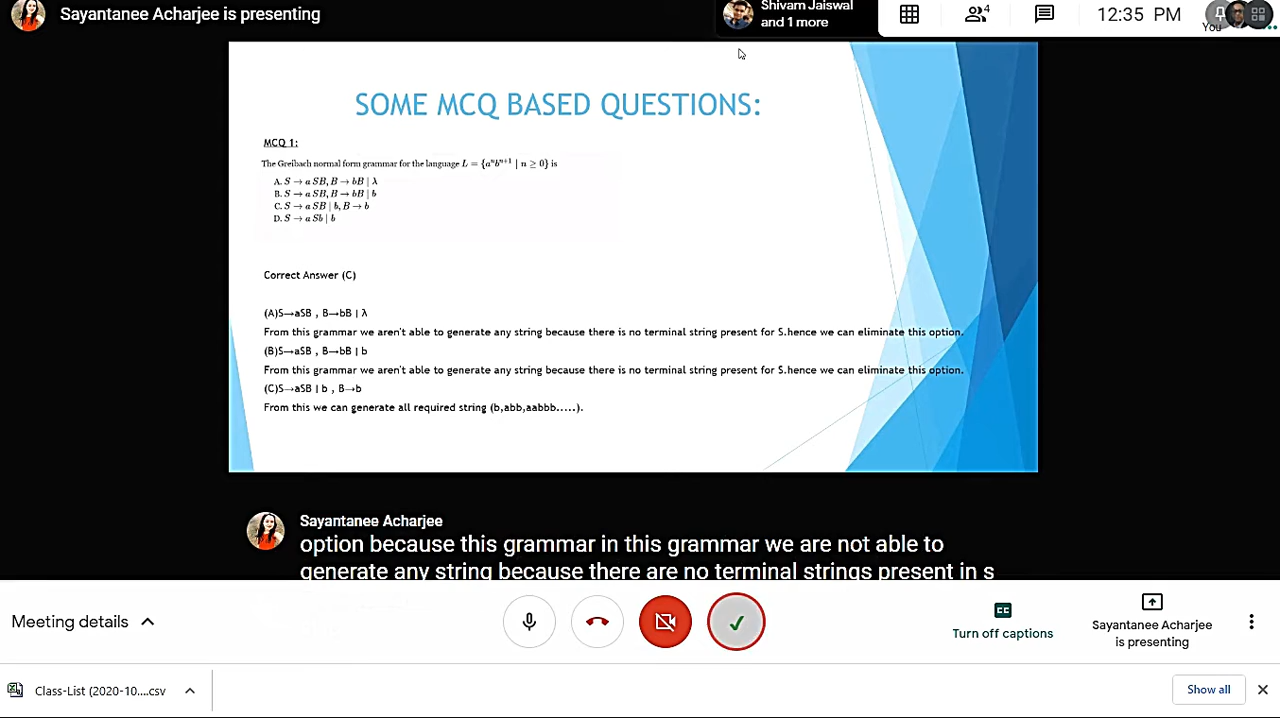 Sayantanee Acharjee is presenting
Shivam Jaiswal
and 1 more
4
12:35 PM
You
SOME MCQ BASED QUESTIONS:
MCQ 1:
The Greibach normal form grammar for the language L = {aⁿbⁿ⁺¹ | n ≥ 0} is
A. S → a SB, B → bB | λ
B. S → a SB, B → bB | b
C. S → a SB | b, B → b
D. S → a Sb | b
Correct Answer (C)
(A)S→aSB , B→bB | λ
From this grammar we aren't able to generate any string because there is no terminal string present for S.hence we can eliminate this option.
(B)S→aSB , B→bB | b
From this grammar we aren't able to generate any string because there is no terminal string present for S.hence we can eliminate this option.
(C)S→aSB | b , B→b
From this we can generate all required string (b,abb,aabbb.....).
Sayantanee Acharjee
option because this grammar in this grammar we are not able to
generate any string because there are no terminal strings present in s
Meeting details
CC
Turn off captions
Sayantanee Acharjee
is presenting
Class-List (2020-10....csv
Show all